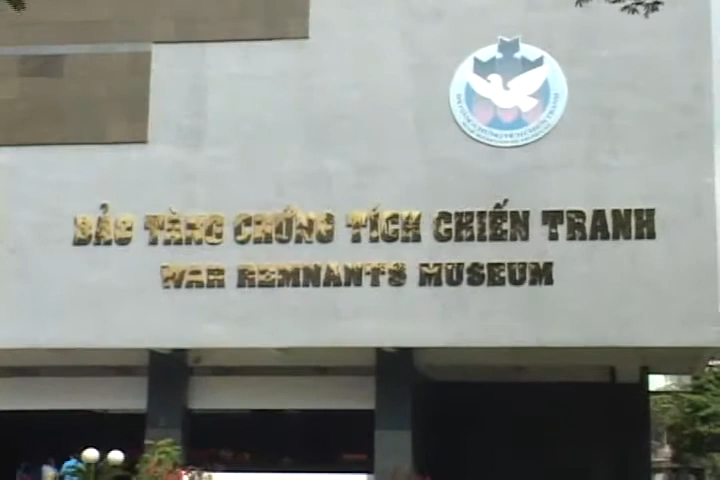 BẢO TÀNG CHỨNG TÍCH CHIẾN TRANH
WAR REMNANTS MUSEUM